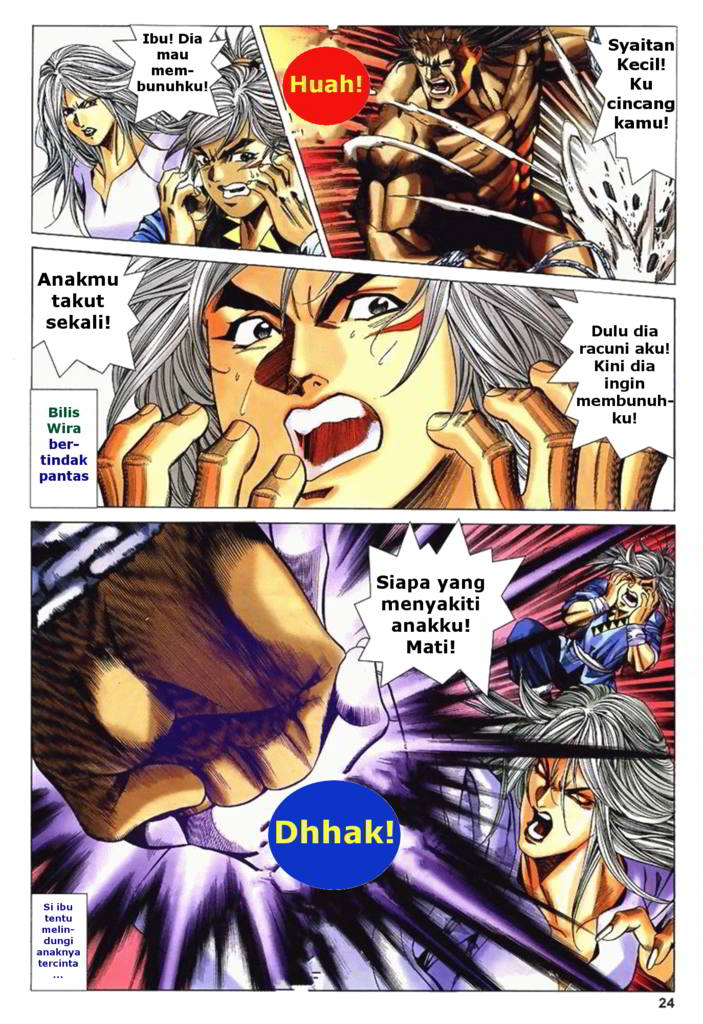 Ibu! Dia
mau
mem-
bunuhku!
Huah!
Syaitan
Kecil!
Ku
cincang
kamu!
Anakmu
takut
sekali!
Dulu dia
racuni aku!
Kini dia
ingin
membunuh-
ku!
Bilis
Wira
ber-
tindak
pantas
Siapa yang
menyakiti
anakku!
Mati!
Dhhak!
Si ibu
tentu
melin-
dungi
anaknya
tercinta
...
24